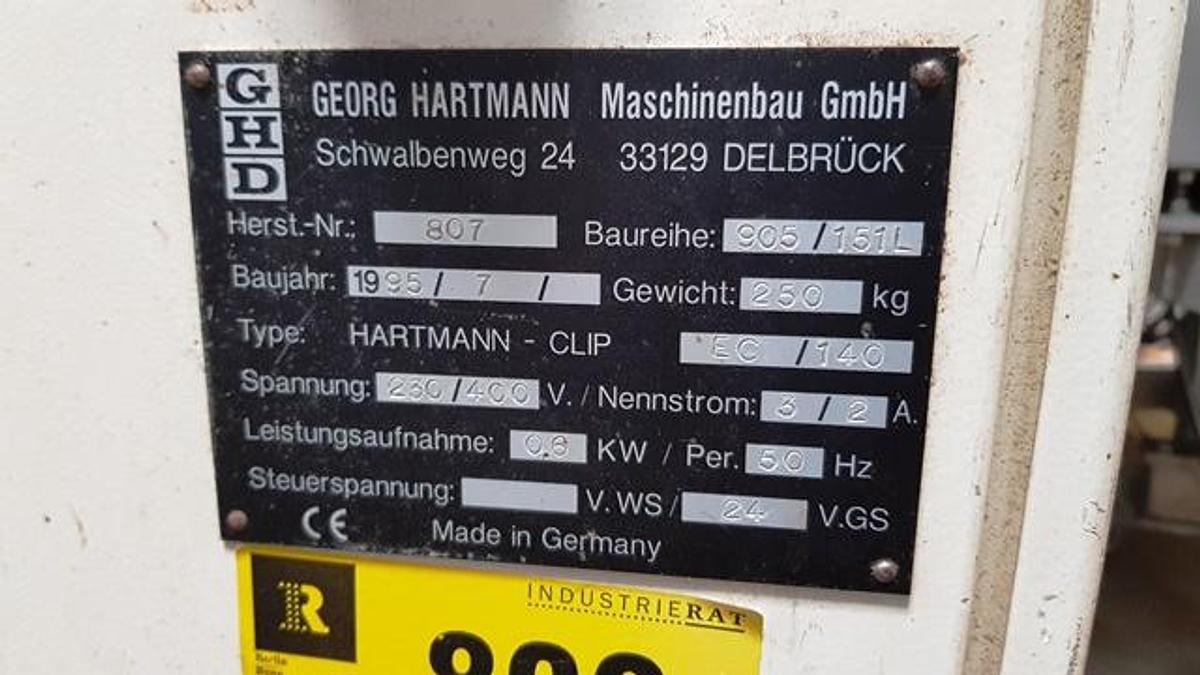 GHD GEORG HARTMANN Maschinenbau GmbH
Schwalbenweg 24 33129 DELBRÜCK
Herst.-Nr.: 807 Baureihe: 905/151L
Baujahr: 1995/ 7 / Gewicht: 250 kg
Type: HARTMANN - CLIP EC /140
Spannung: 230/400 V. / Nennstrom: 3/2 A.
Leistungsaufnahme: 0.6 KW / Per. 50 Hz
Steuerspannung: V.WS/ 24 V.GS
CE Made in Germany
R INDUSTRIERAT
Berlin